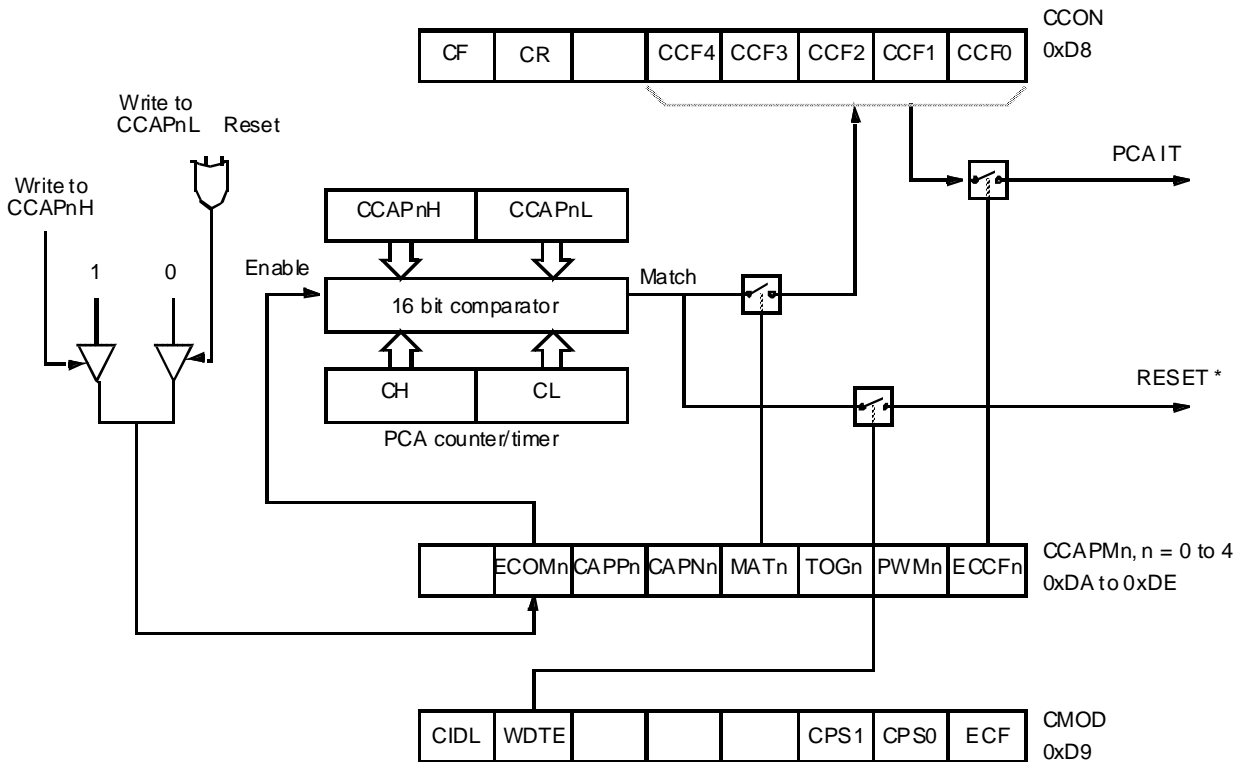 CCON
CF CR CCF4 CCF3 CCF2 CCF1 CCF0 0xD8
Write to
CCAPnL Reset
PCA IT
Write to
CCAPnH
CCAPnH CCAPnL
1 0 Enable Match
16 bit comparator
RESET *
CH CL
PCA counter/timer
ECOMn CAPPn CAPNn MATn TOGn PWMn ECCFn CCAPMn, n = 0 to 4
0xDA to 0xDE
CIDL WDTE CPS1 CPS0 ECF CMOD
0xD9